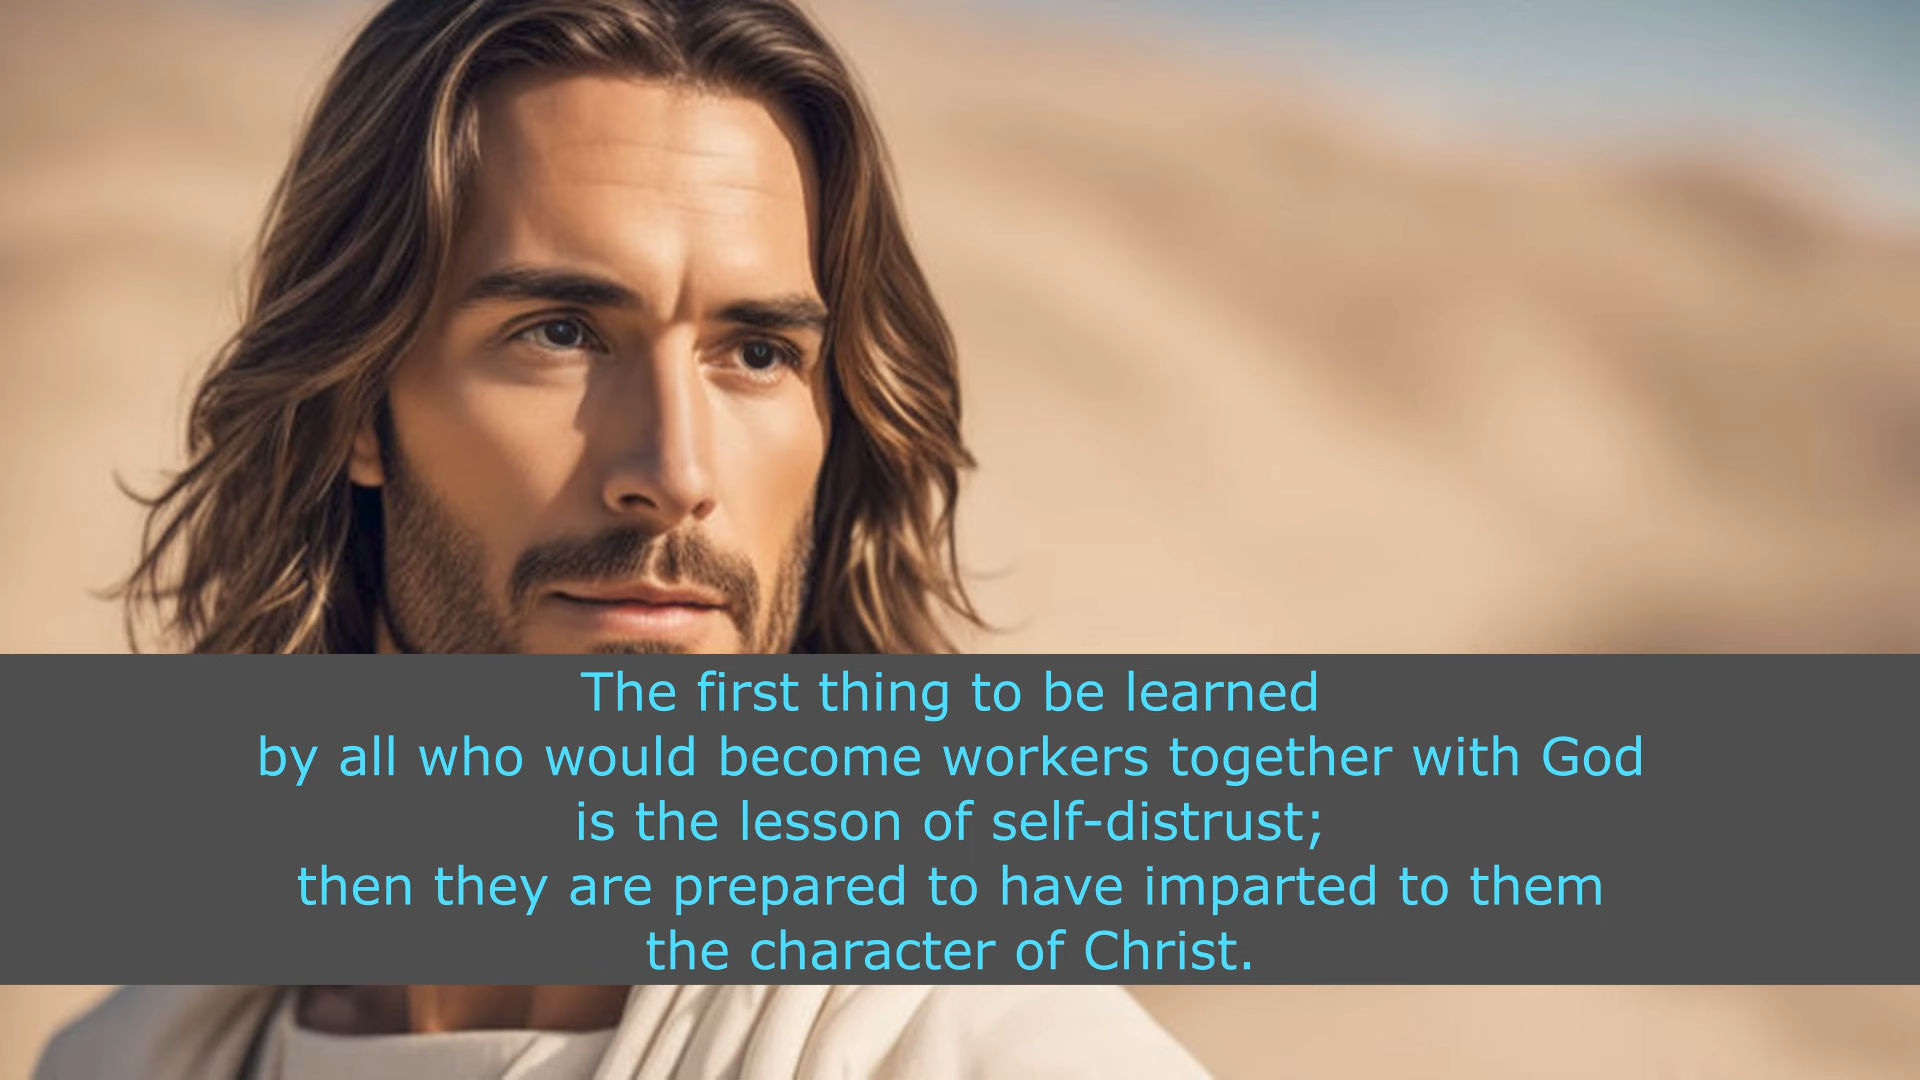 The first thing to be learned
by all who would become workers together with God
is the lesson of self-distrust;
then they are prepared to have imparted to them
the character of Christ.